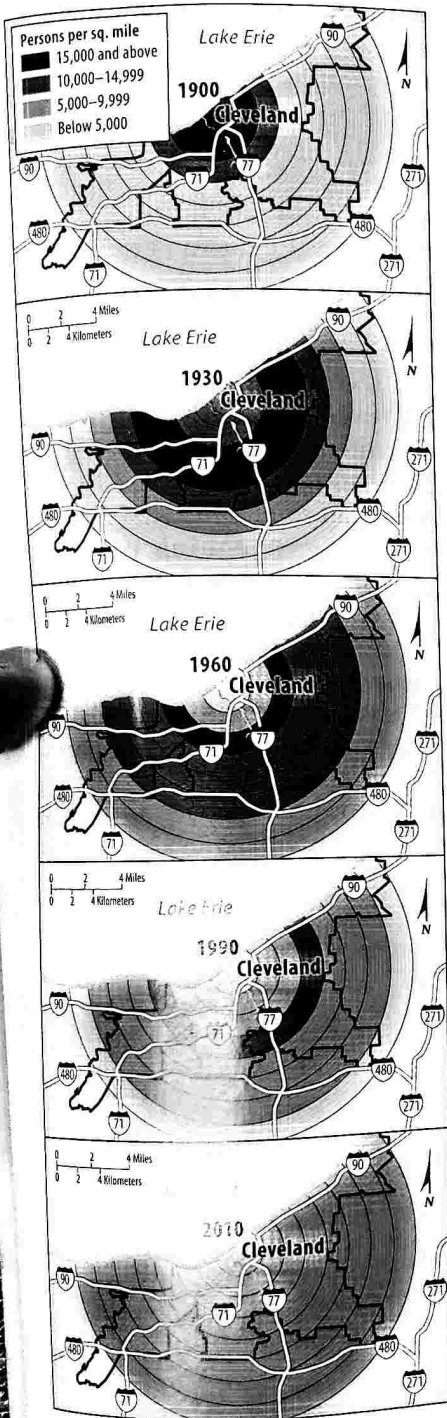 Persons per sq. mile
15,000 and above
10,000–14,999
5,000–9,999
Below 5,000
Lake Erie
90
N
1900
Cleveland
90
71
77
271
480
480
71
271
0 2 4 Miles
0 2 4 Kilometers
Lake Erie
90
N
1930
Cleveland
90
71
77
480
480
71
271
0 2 4 Miles
0 2 4 Kilometers
Lake Erie
90
N
1960
Cleveland
90
71
77
271
480
480
71
271
0 2 4 Miles
0 2 4 Kilometers
Lake Erie
90
N
1990
Cleveland
90
71
77
271
480
480
71
271
0 2 4 Miles
0 2 4 Kilometers
90
N
2010
Cleveland
90
71
77
271
480
480
71
271